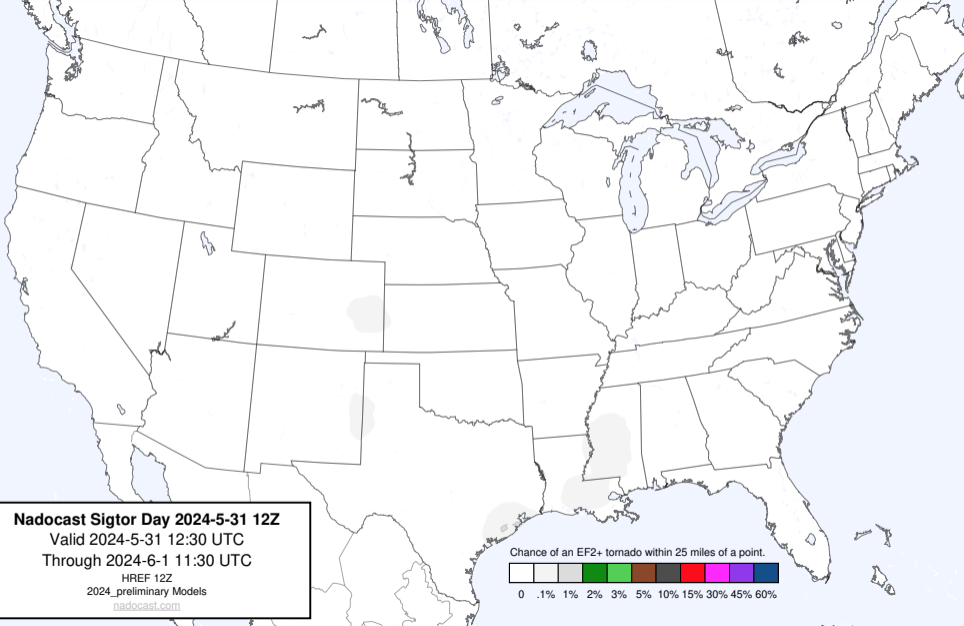 Nadocast Sigtor Day 2024-5-31 12Z
Valid 2024-5-31 12:30 UTC
Through 2024-6-1 11:30 UTC
HREF 12Z
2024_preliminary Models
nadocast.com
Chance of an EF2+ tornado within 25 miles of a point.
0 .1% 1% 2% 3% 5% 10% 15% 30% 45% 60%